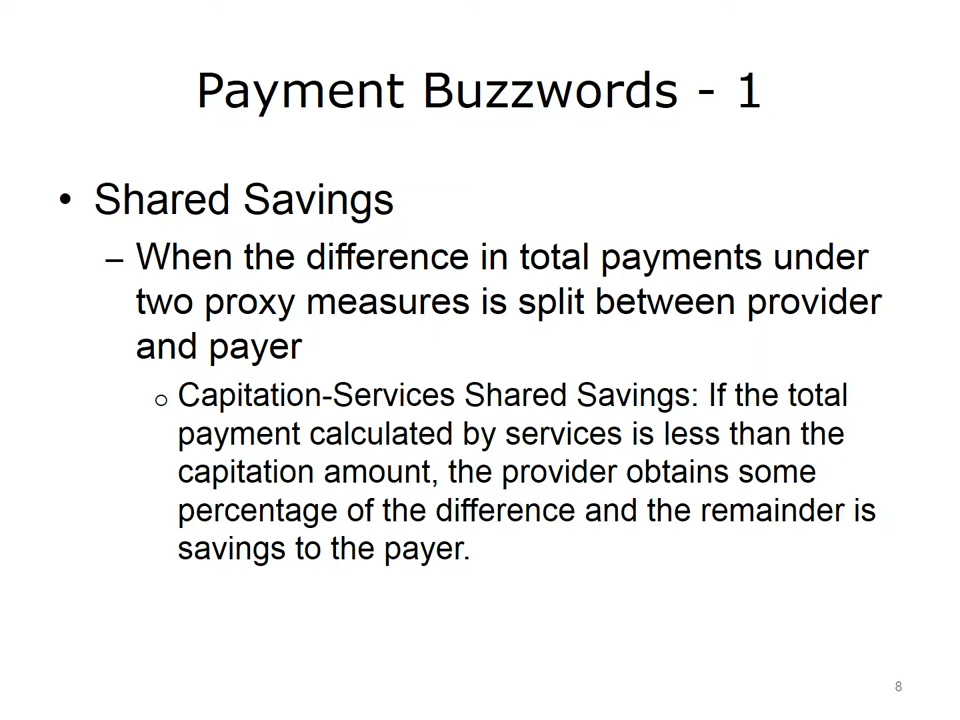 Payment Buzzwords - 1
• Shared Savings
– When the difference in total payments under
two proxy measures is split between provider
and payer
o Capitation-Services Shared Savings: If the total
payment calculated by services is less than the
capitation amount, the provider obtains some
percentage of the difference and the remainder is
savings to the payer.
8